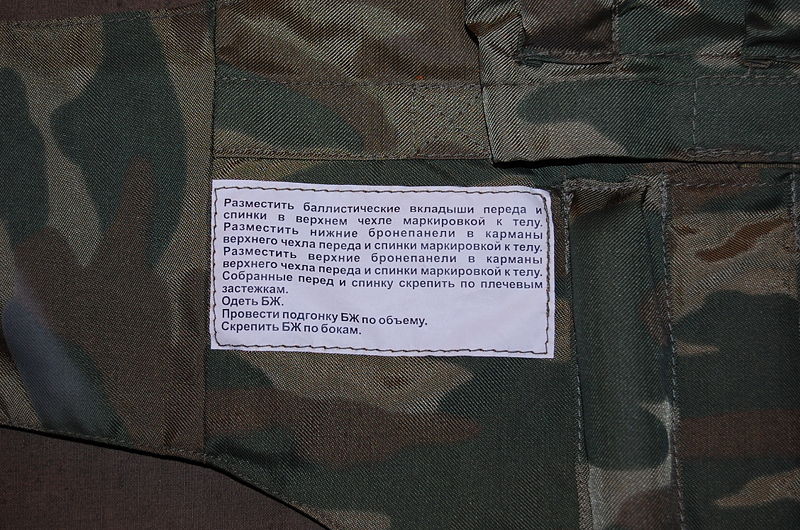 Разместить баллистические вкладыши переда и
спинки в верхнем чехле маркировкой к телу.
Разместить нижние бронепанели в карманы
верхнего чехла переда и спинки маркировкой к телу.
Разместить верхние бронепанели в карманы
верхнего чехла переда и спинки маркировкой к телу.
Собранные перед и спинку скрепить по плечевым
застежкам.
Одеть БЖ.
Провести подгонку БЖ по объему.
Скрепить БЖ по бокам.